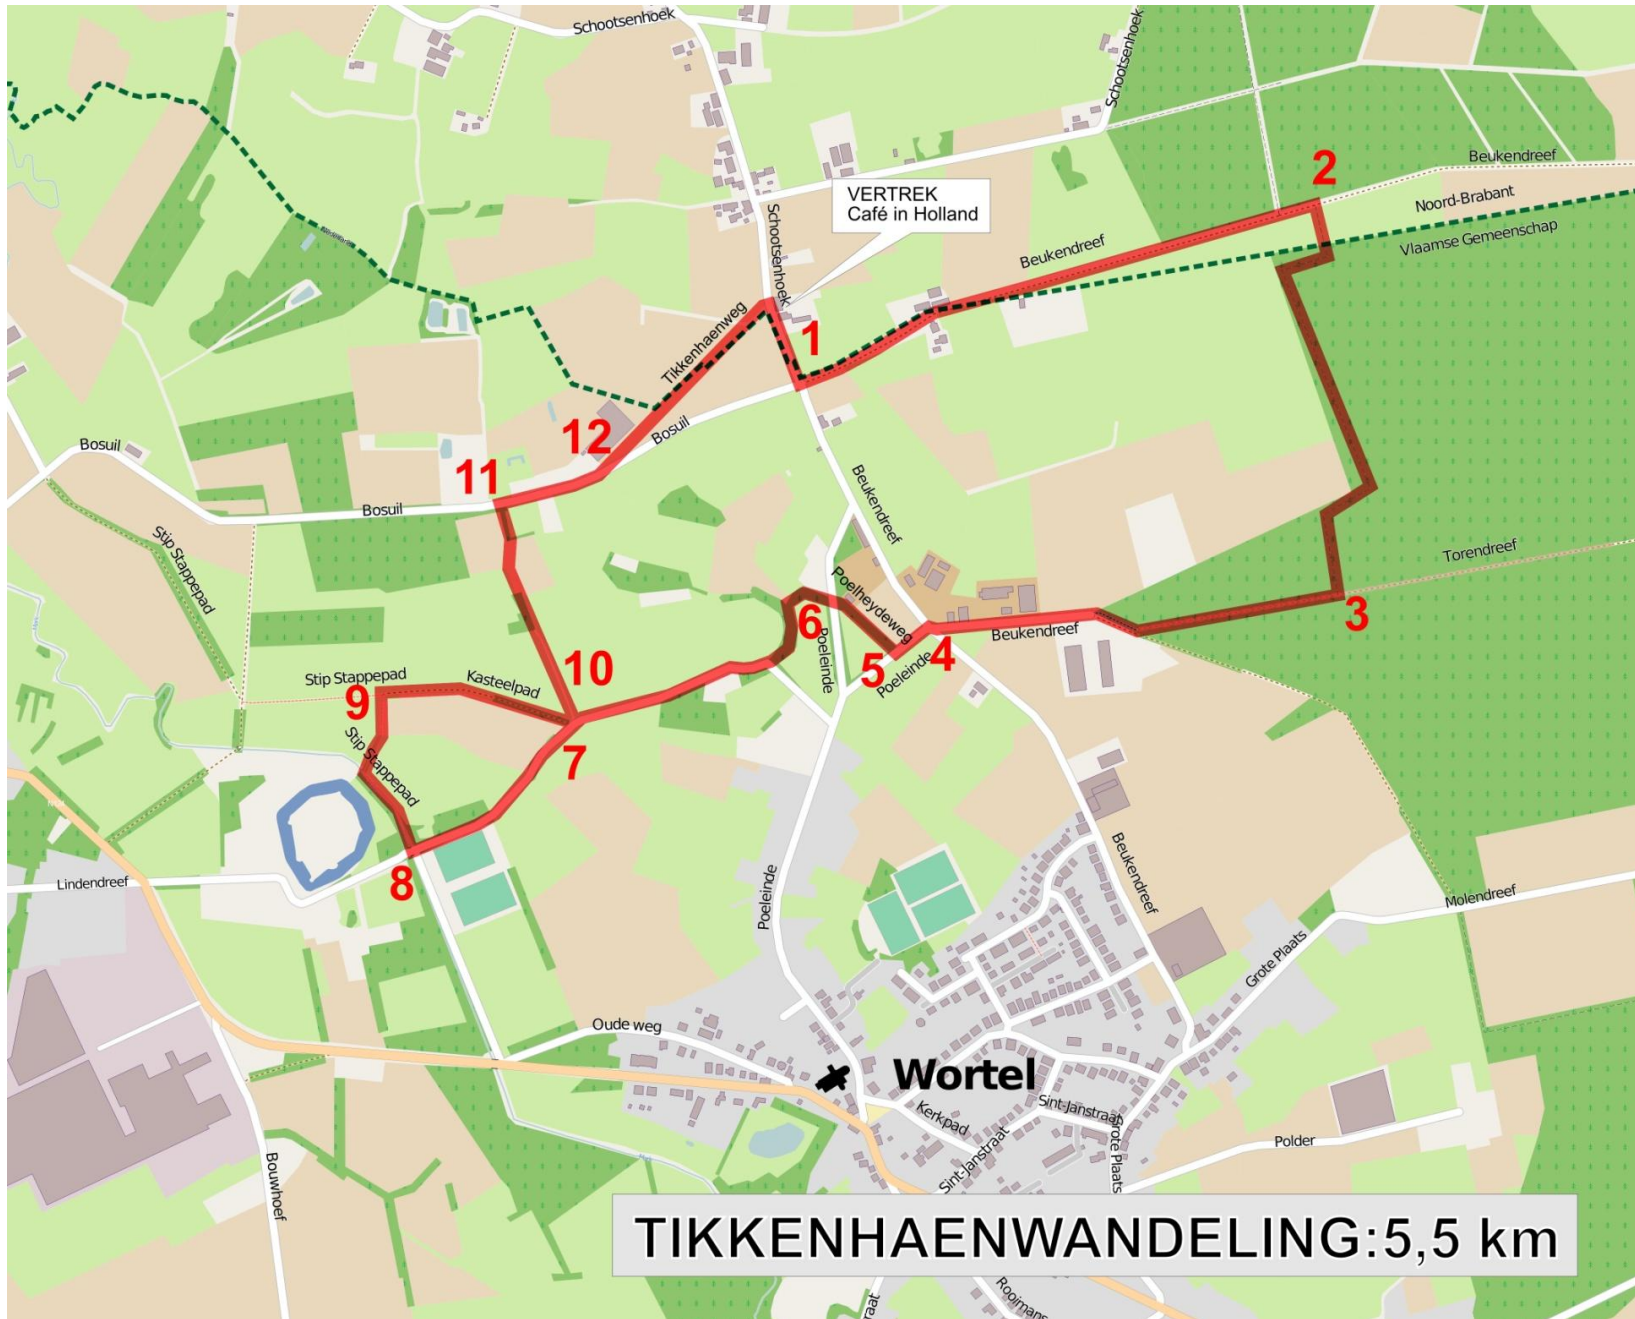 Schootsenhoek
Schootsenhoek
2
Beukendreef
VERTREK
Café in Holland
Noord-Brabant
Schootsenhoek
Vlaamse Gemeenschap
Beukendreef
Tikkenhaenweg
1
12
Bosuil
Bosuil
11
Bosuil
Beukendreef
Stip Stappepad
Torendreef
Poelheydeweg
3
6
Beukendreef
Poeleinde
4
5
Poeleinde
10
Stip Stappepad
Kasteelpad
9
Stip Stappepad
7
8
Lindendreef
Beukendreef
Poeleinde
Molendreef
Grote Plaats
Oude weg
Wortel
Sint-Janstraat
Kerkpad
Grote Plaats
Polder
Sint-Janstraat
Bouwhoef
TIKKENHAENWANDELING:5,5 km
Rooimans
raat